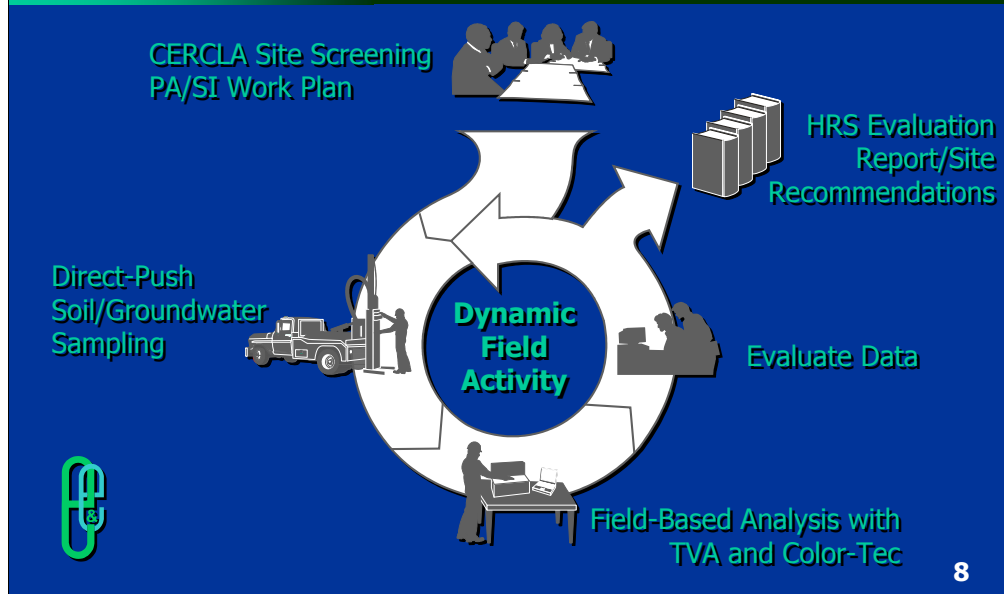 CERCLA Site Screening
PA/SI Work Plan
HRS Evaluation
Report/Site
Recommendations
Direct-Push
Soil/Groundwater
Sampling
Dynamic
Field
Activity
Evaluate Data
Field-Based Analysis with
TVA and Color-Tec
e&e
8